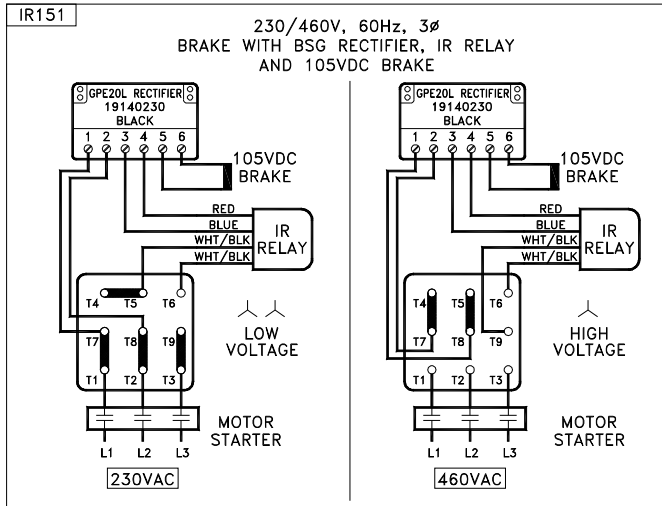 IR151
230/460V, 60Hz, 3ø
BRAKE WITH BSG RECTIFIER, IR RELAY
AND 105VDC BRAKE
GPE20L RECTIFIER
19140230
BLACK
1 2 3 4 5 6
105VDC
BRAKE
RED
BLUE
WHT/BLK
WHT/BLK
IR
RELAY
T4 T5 T6
T7 T8 T9
T1 T2 T3
LOW
VOLTAGE
MOTOR
STARTER
L1 L2 L3
230VAC
GPE20L RECTIFIER
19140230
BLACK
1 2 3 4 5 6
105VDC
BRAKE
RED
BLUE
WHT/BLK
WHT/BLK
IR
RELAY
T4 T5 T6
T7 T8 T9
T1 T2 T3
HIGH
VOLTAGE
MOTOR
STARTER
L1 L2 L3
460VAC